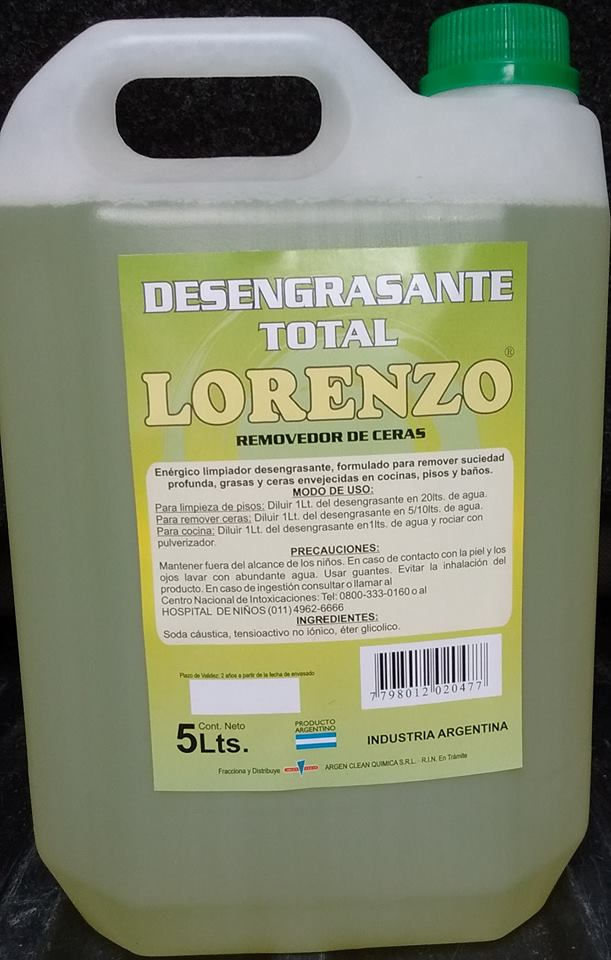 DESENGRASANTE
TOTAL
LORENZO®
REMOVEDOR DE CERAS
Enérgico limpiador desengrasante, formulado para remover suciedad
profunda, grasas y ceras envejecidas en cocinas, pisos y baños.
MODO DE USO:
Para limpieza de pisos: Diluir 1Lt. del desengrasante en 20lts. de agua.
Para remover ceras: Diluir 1Lt. del desengrasante en 5/10lts. de agua.
Para cocina: Diluir 1Lt. del desengrasante en1lts. de agua y rociar con
pulverizador.
PRECAUCIONES:
Mantener fuera del alcance de los niños. En caso de contacto con la piel y los
ojos lavar con abundante agua. Usar guantes. Evitar la inhalación del
producto. En caso de ingestión consultar o llamar al
Centro Nacional de Intoxicaciones: Tel: 0800-333-0160 o al
HOSPITAL DE NIÑOS (011) 4962-6666
INGREDIENTES:
Soda cáustica, tensioactivo no iónico, éter glicolico.
Plazo de Validez: 2 años a partir de la fecha de envasado
7 798012 020477
5Lts. Cont. Neto
PRODUCTO
ARGENTINO
INDUSTRIA ARGENTINA
Fracciona y Distribuye ARGEN CLEAN QUIMICA S.R.L. - R.I.N. En Trámite